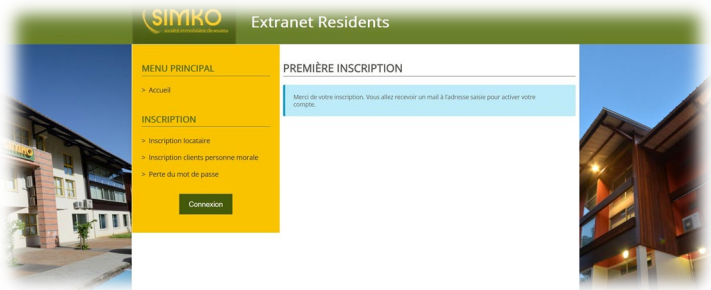 SIMKO
Extranet Residents
MENU PRINCIPAL
> Accueil
INSCRIPTION
> Inscription locataire
> Inscription clients personne morale
> Perte du mot de passe
Connexion
PREMIÈRE INSCRIPTION
Merci de votre inscription. Vous allez recevoir un mail à l'adresse saisie pour activer votre
compte.
SIMKO